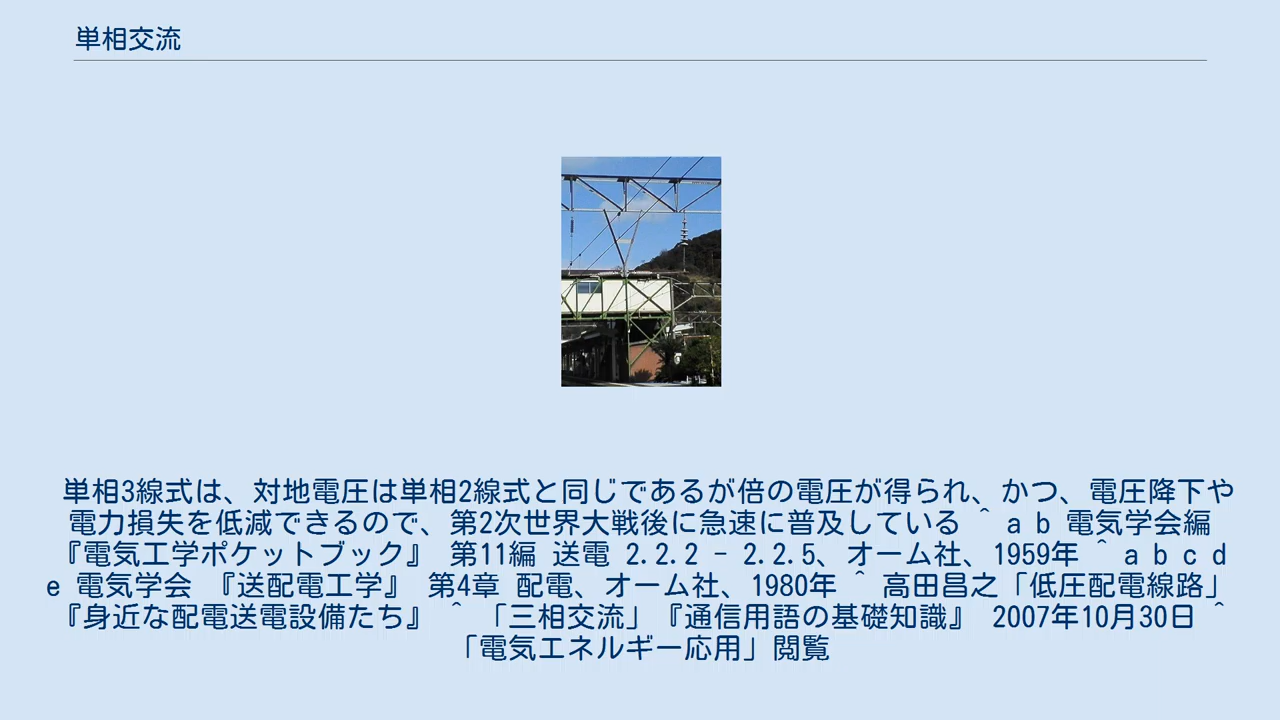 単相交流
単相3線式は、対地電圧は単相2線式と同じであるが倍の電圧が得られ、かつ、電圧降下や
電力損失を低減できるので、第2次世界大戦後に急速に普及している ^ a b 電気学会編
『電気工学ポケットブック』 第11編 送電 2.2.2 - 2.2.5、オーム社、1959年 ^ a b c d
e 電気学会 『送配電工学』 第4章 配電、オーム社、1980年 ^ 高田昌之「低圧配電線路」
『身近な配電送電設備たち』 ^ 「三相交流」『通信用語の基礎知識』 2007年10月30日 ^
「電気エネルギー応用」閲覧